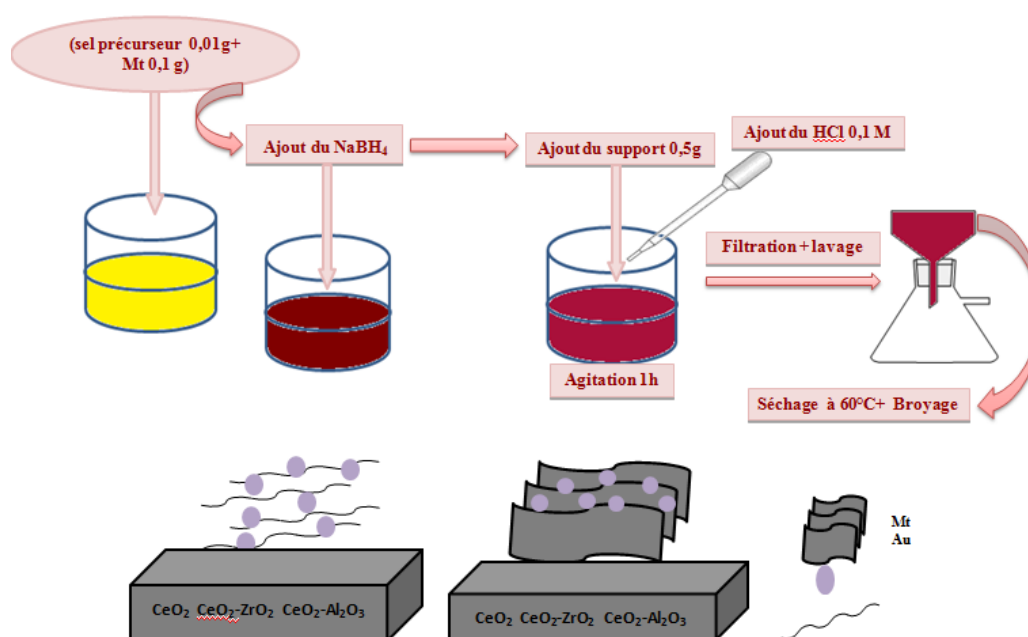 (sel précurseur 0,01g+
Mt 0,1 g)
Ajout du NaBH₄
Ajout du support 0,5g
Ajout du HCl 0,1 M
Filtration + lavage
Agitation 1h
Séchage à 60°C+ Broyage
Mt
Au
CeO₂ CeO₂-ZrO₂ CeO₂-Al₂O₃
CeO₂ CeO₂-ZrO₂ CeO₂-Al₂O₃